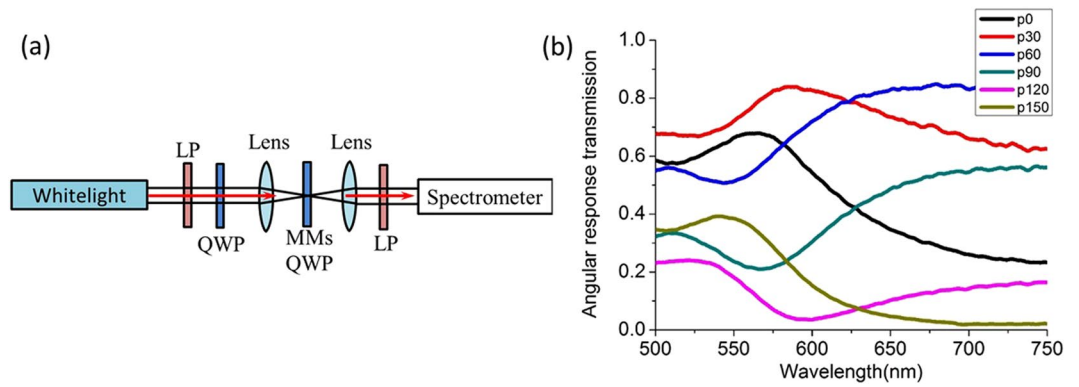 (a)
LP
Lens
Lens
Whitelight
Spectrometer
QWP
MMs
QWP
LP
(b)
Angular response transmission
1.0
0.8
0.6
0.4
0.2
0.0
500
550
600
650
700
750
Wavelength(nm)
p0
p30
p60
p90
p120
p150